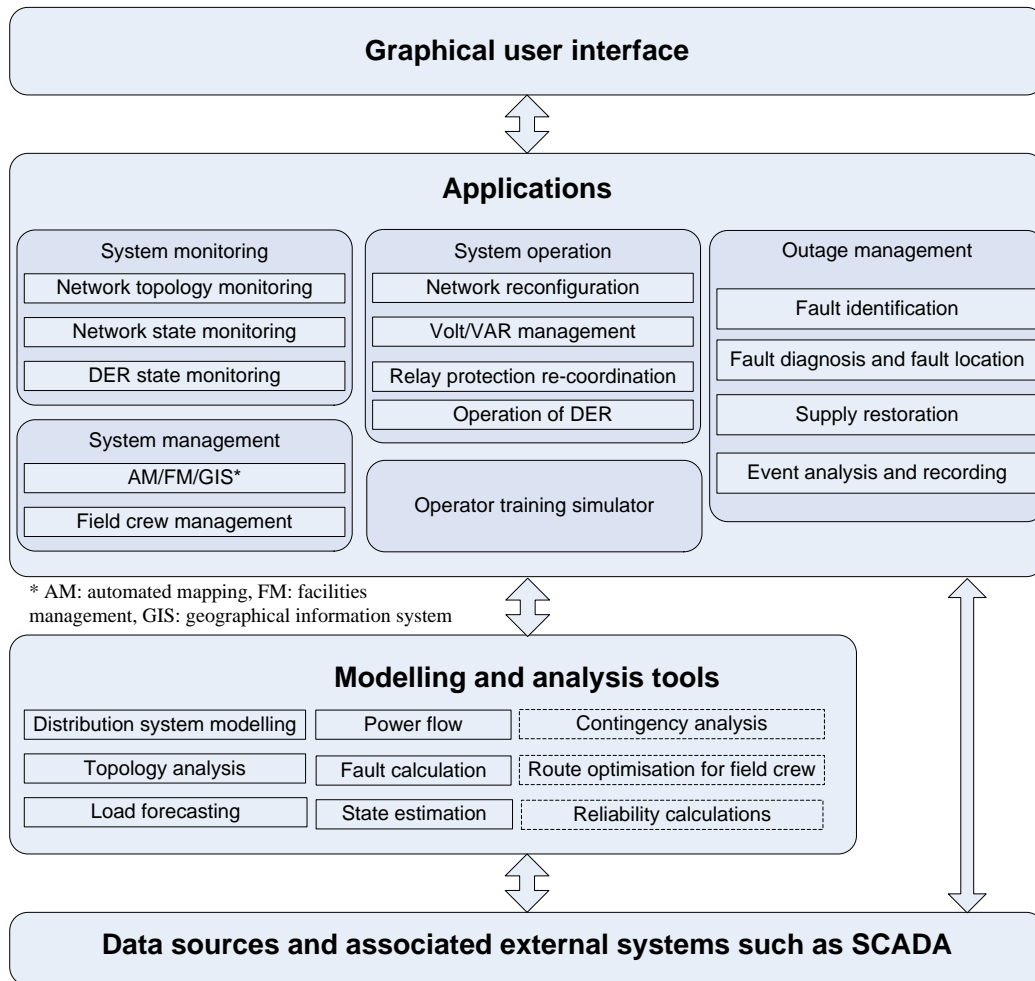 Graphical user interface
Applications
System monitoring
Network topology monitoring
Network state monitoring
DER state monitoring
System management
AM/FM/GIS*
Field crew management
System operation
Network reconfiguration
Volt/VAR management
Relay protection re-coordination
Operation of DER
Operator training simulator
Outage management
Fault identification
Fault diagnosis and fault location
Supply restoration
Event analysis and recording
* AM: automated mapping, FM: facilities
management, GIS: geographical information system
Modelling and analysis tools
Distribution system modelling
Topology analysis
Load forecasting
Power flow
Fault calculation
State estimation
Contingency analysis
Route optimisation for field crew
Reliability calculations
Data sources and associated external systems such as SCADA